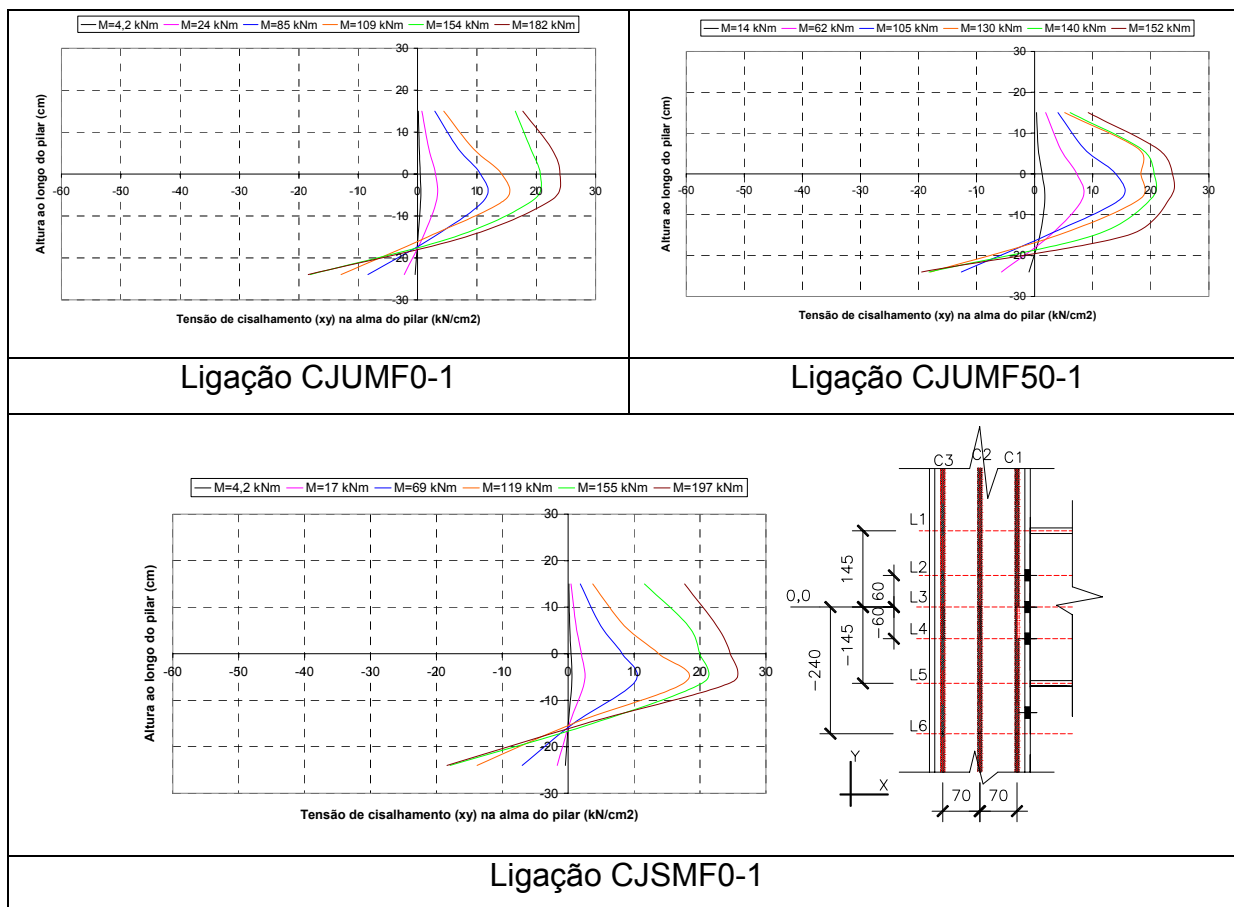 M=4,2 kNm M=24 kNm M=85 kNm M=109 kNm M=154 kNm M=182 kNm
Altura ao longo do pilar (cm)
30
20
10
0
-10
-20
-30
-60 -50 -40 -30 -20 -10 0 10 20 30
Tensão de cisalhamento (xy) na alma do pilar (kN/cm2)
M=14 kNm M=62 kNm M=105 kNm M=130 kNm M=140 kNm M=152 kNm
Altura ao longo do pilar (cm)
30
20
10
0
-10
-20
-30
-60 -50 -40 -30 -20 -10 0 10 20 30
Tensão de cisalhamento (xy) na alma do pilar (kN/cm2)
Ligação CJUMF0-1
Ligação CJUMF50-1
M=4,2 kNm M=17 kNm M=69 kNm M=119 kNm M=155 kNm M=197 kNm
Altura ao longo do pilar (cm)
30
20
10
0
-10
-20
-30
-60 -50 -40 -30 -20 -10 0 10 20 30
Tensão de cisalhamento (xy) na alma do pilar (kN/cm2)
C3 C2 C1
L1
L2
L3
L4
L5
L6
0,0
145
60
-60
-145
-240
Y
X
70 70
Ligação CJSMF0-1